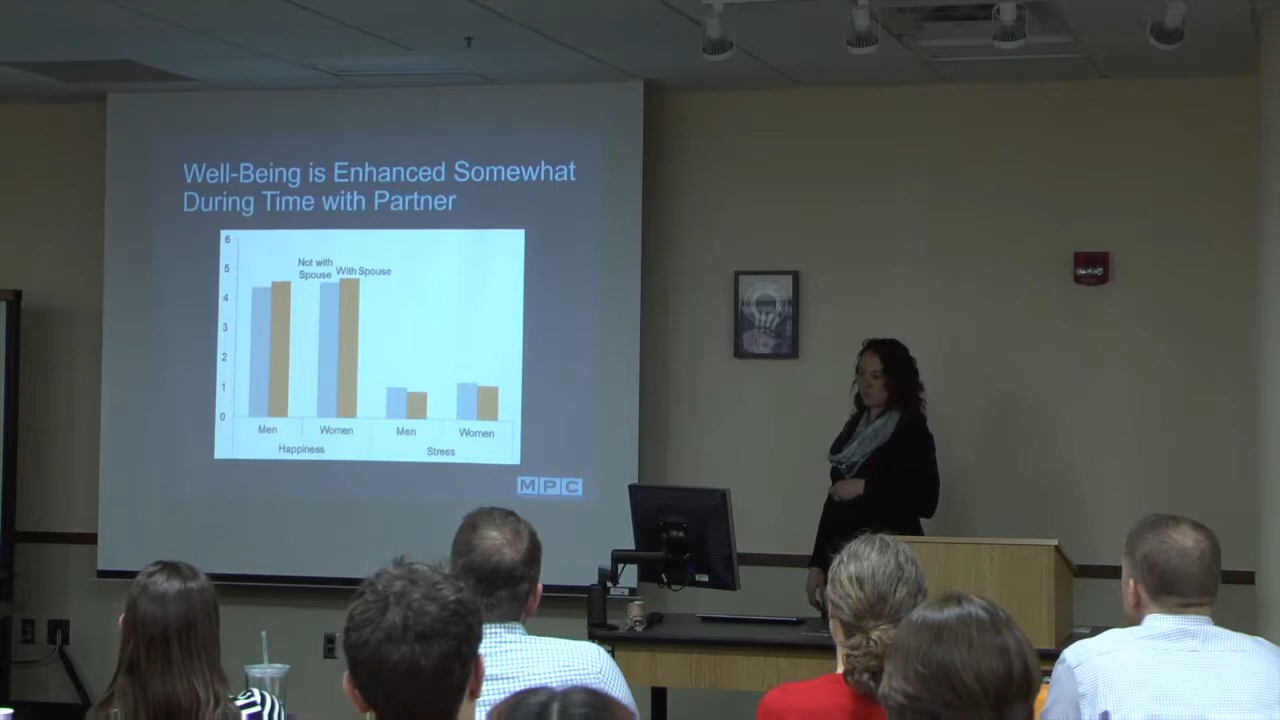 Well-Being is Enhanced Somewhat
During Time with Partner
6
5
4
3
2
1
0
Not with
Spouse
With Spouse
Men
Women
Men
Women
Happiness
Stress
MPC